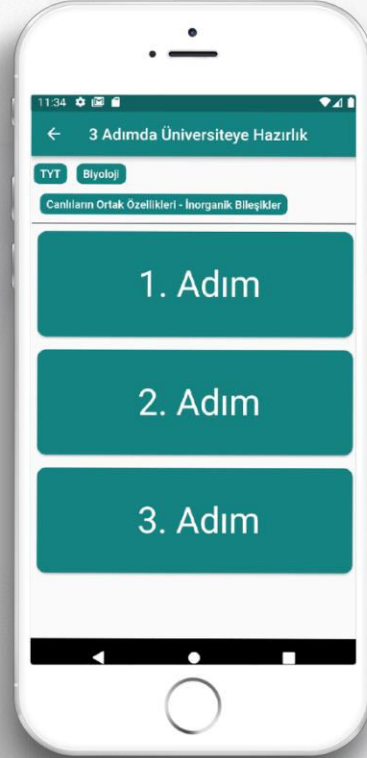 11:34
3 Adımda Üniversiteye Hazırlık
TYT Biyoloji
Canlıların Ortak Özellikleri - İnorganik Bileşikler
1. Adım
2. Adım
3. Adım